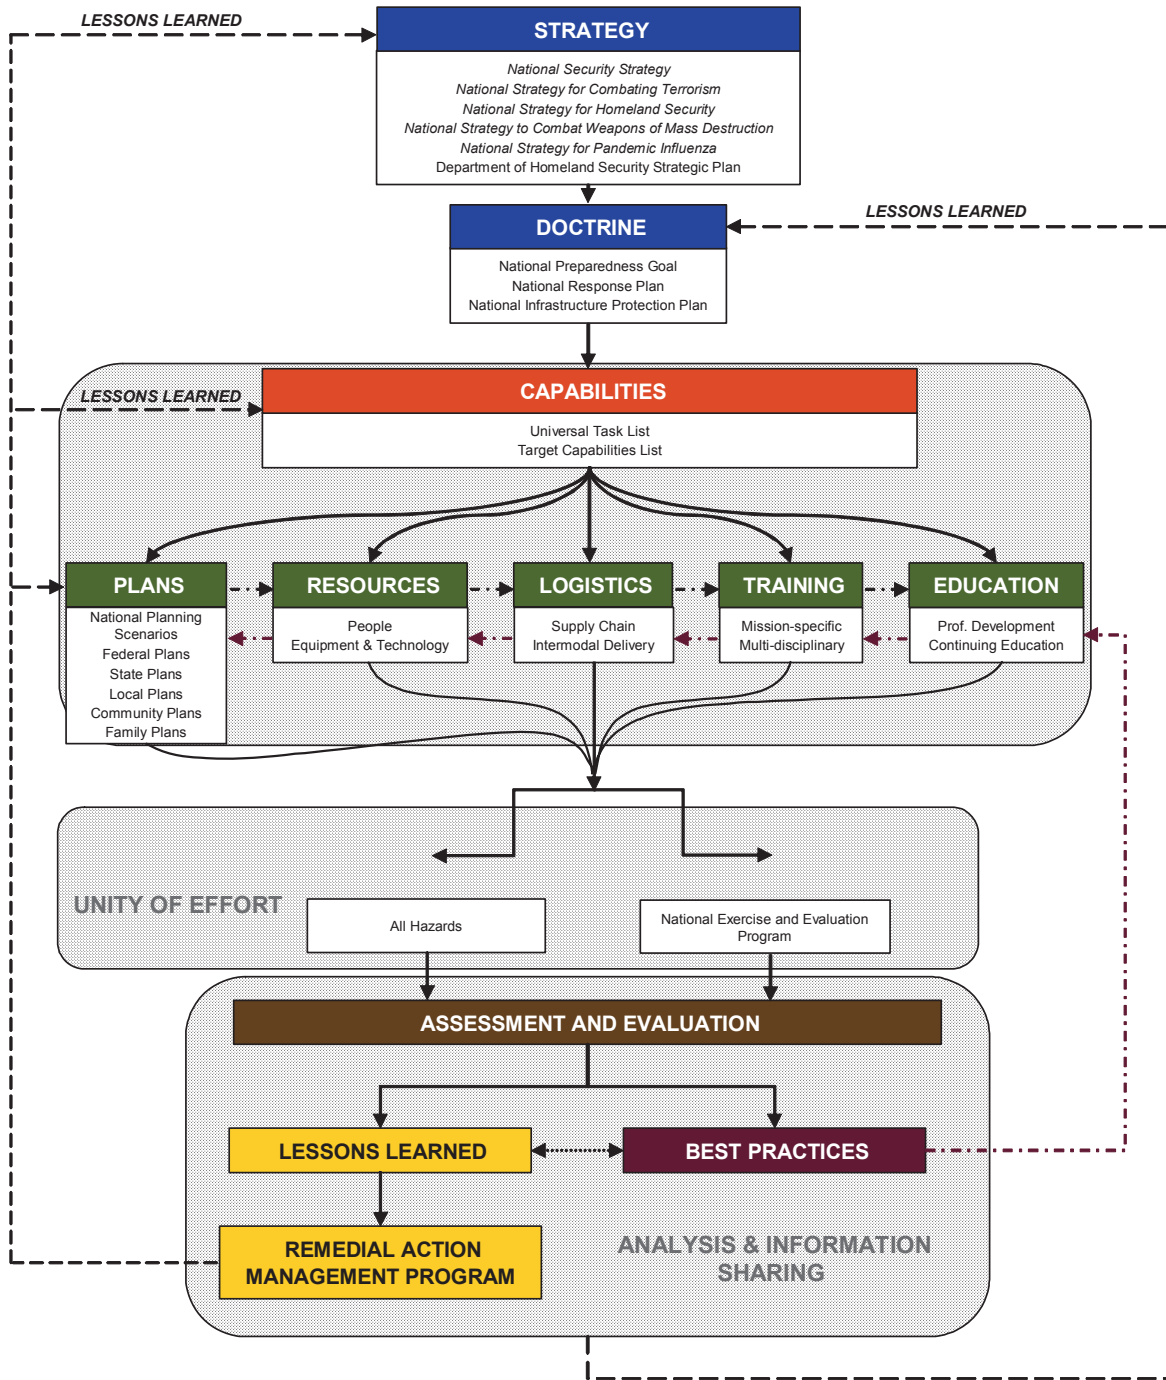 LESSONS LEARNED
STRATEGY
National Security Strategy
National Strategy for Combating Terrorism
National Strategy for Homeland Security
National Strategy to Combat Weapons of Mass Destruction
National Strategy for Pandemic Influenza
Department of Homeland Security Strategic Plan
LESSONS LEARNED
DOCTRINE
National Preparedness Goal
National Response Plan
National Infrastructure Protection Plan
LESSONS LEARNED
CAPABILITIES
Universal Task List
Target Capabilities List
PLANS
National Planning
Scenarios
Federal Plans
State Plans
Local Plans
Community Plans
Family Plans
RESOURCES
People
Equipment & Technology
LOGISTICS
Supply Chain
Intermodal Delivery
TRAINING
Mission-specific
Multi-disciplinary
EDUCATION
Prof. Development
Continuing Education
UNITY OF EFFORT
All Hazards
National Exercise and Evaluation
Program
ASSESSMENT AND EVALUATION
LESSONS LEARNED
BEST PRACTICES
REMEDIAL ACTION
MANAGEMENT PROGRAM
ANALYSIS & INFORMATION
SHARING